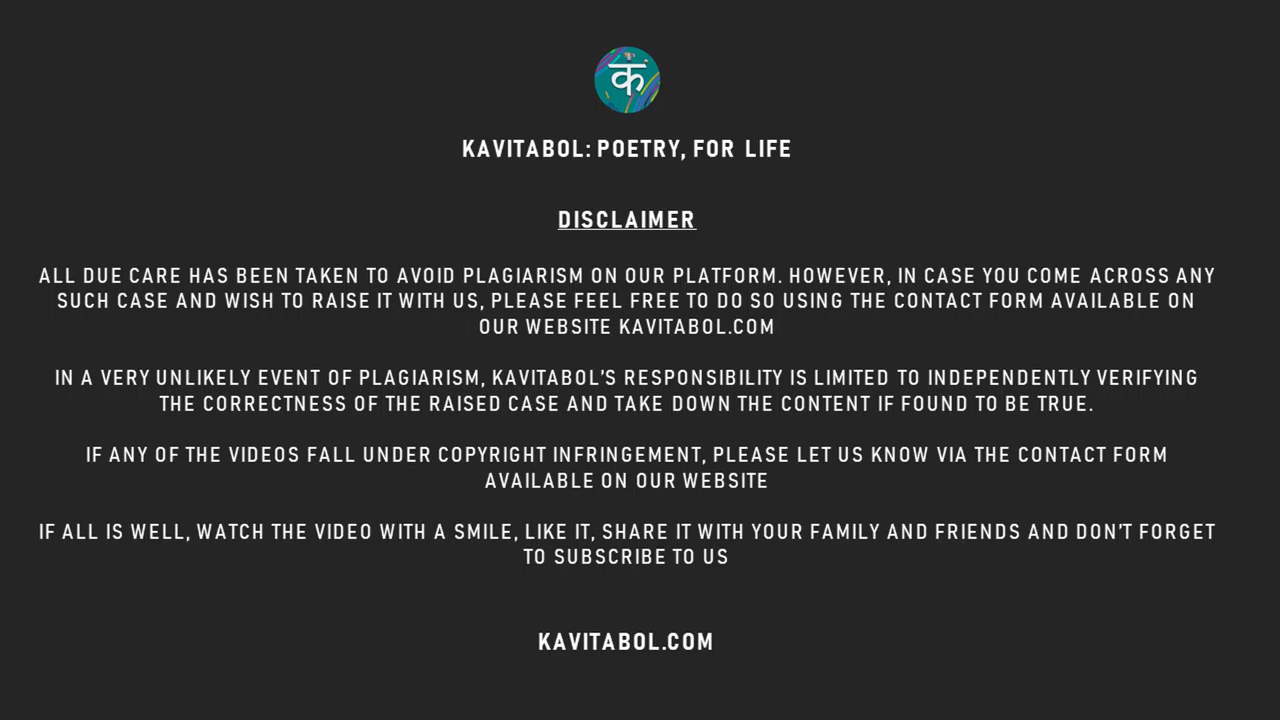 क
KAVITABOL: POETRY, FOR LIFE
DISCLAIMER
ALL DUE CARE HAS BEEN TAKEN TO AVOID PLAGIARISM ON OUR PLATFORM. HOWEVER, IN CASE YOU COME ACROSS ANY
SUCH CASE AND WISH TO RAISE IT WITH US, PLEASE FEEL FREE TO DO SO USING THE CONTACT FORM AVAILABLE ON
OUR WEBSITE KAVITABOL.COM
IN A VERY UNLIKELY EVENT OF PLAGIARISM, KAVITABOL’S RESPONSIBILITY IS LIMITED TO INDEPENDENTLY VERIFYING
THE CORRECTNESS OF THE RAISED CASE AND TAKE DOWN THE CONTENT IF FOUND TO BE TRUE.
IF ANY OF THE VIDEOS FALL UNDER COPYRIGHT INFRINGEMENT, PLEASE LET US KNOW VIA THE CONTACT FORM
AVAILABLE ON OUR WEBSITE
IF ALL IS WELL, WATCH THE VIDEO WITH A SMILE, LIKE IT, SHARE IT WITH YOUR FAMILY AND FRIENDS AND DON’T FORGET
TO SUBSCRIBE TO US
KAVITABOL.COM